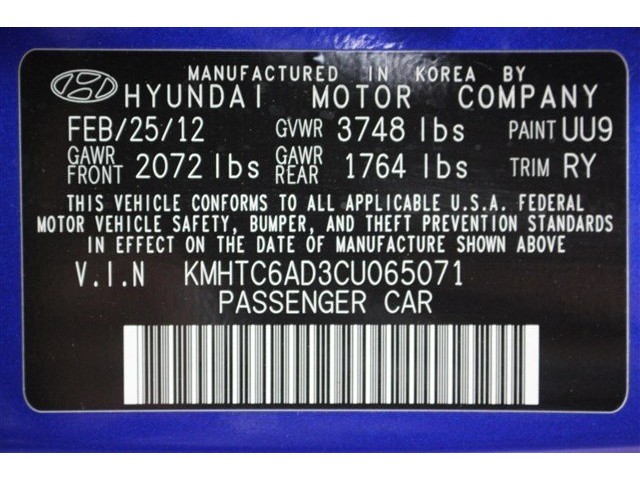 MANUFACTURED IN KOREA BY
HYUNDAI MOTOR COMPANY
FEB/25/12 GVWR 3748 lbs PAINT UU9
GAWR FRONT 2072 lbs GAWR REAR 1764 lbs TRIM RY
THIS VEHICLE CONFORMS TO ALL APPLICABLE U.S.A. FEDERAL
MOTOR VEHICLE SAFETY, BUMPER, AND THEFT PREVENTION STANDARDS
IN EFFECT ON THE DATE OF MANUFACTURE SHOWN ABOVE
V.I.N KMHTC6AD3CU065071
PASSENGER CAR